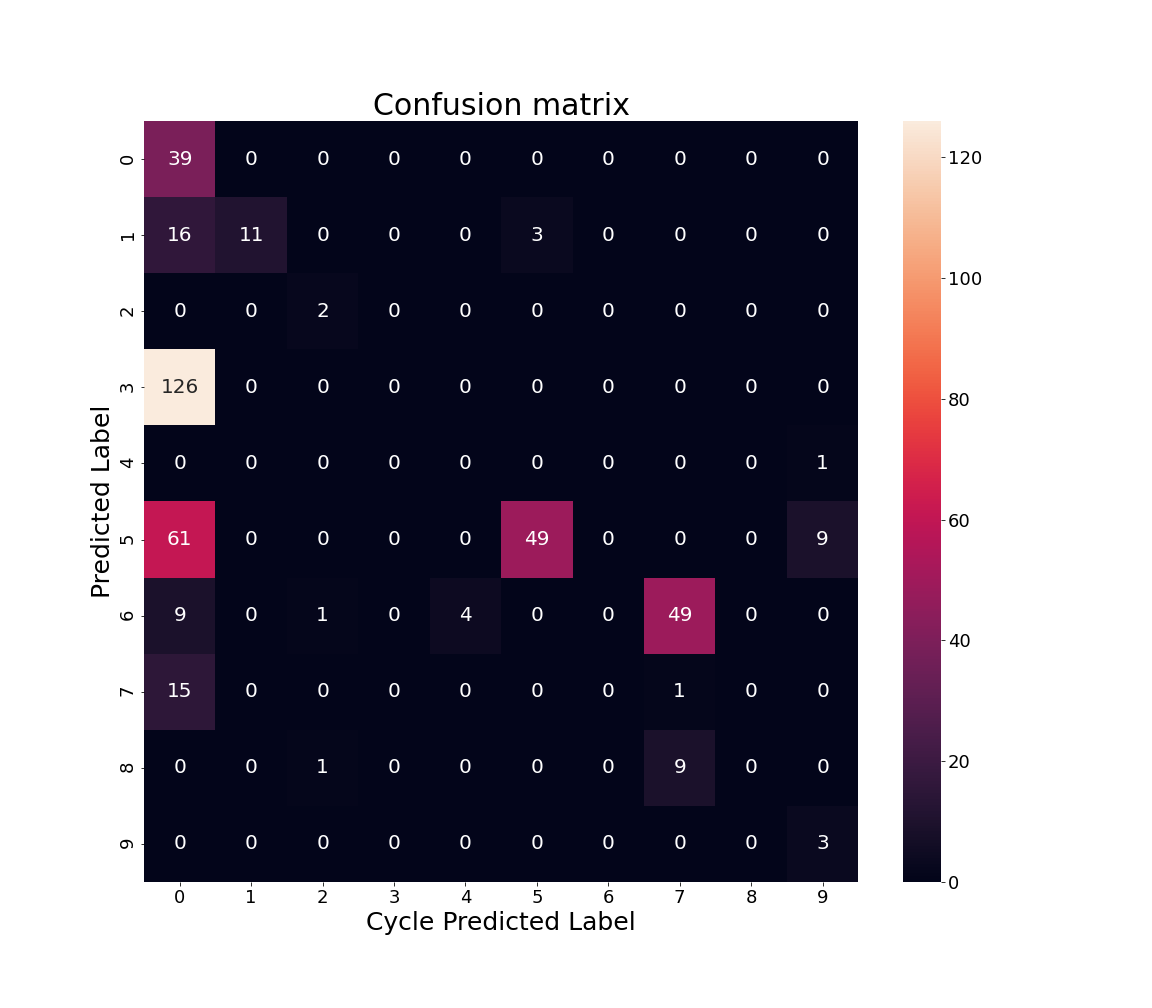 Confusion matrix
0 39 0 0 0 0 0 0 0 0 0
1 16 11 0 0 0 3 0 0 0 0
2 0 0 2 0 0 0 0 0 0 0
3 126 0 0 0 0 0 0 0 0 0
4 0 0 0 0 0 0 0 0 0 1
5 61 0 0 0 0 49 0 0 0 9
6 9 0 1 0 4 0 0 49 0 0
7 15 0 0 0 0 0 0 1 0 0
8 0 0 1 0 0 0 0 9 0 0
9 0 0 0 0 0 0 0 0 0 3
0 1 2 3 4 5 6 7 8 9
Cycle Predicted Label
Predicted Label
120
100
80
60
40
20
0